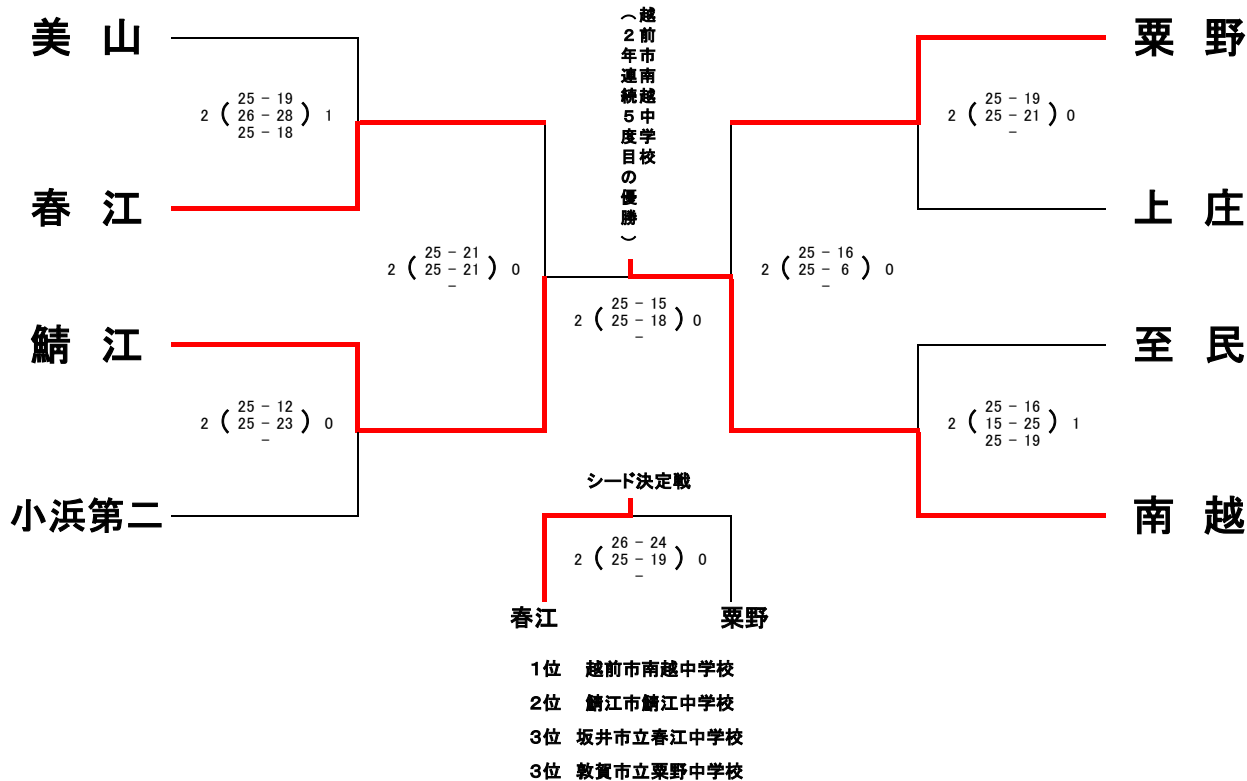 美山
2 ( 25 - 19
26 - 28
25 - 18 ) 1
春江
2 ( 25 - 21
25 - 21
- ) 0
鯖江
2 ( 25 - 12
25 - 23
- ) 0
小浜第二
越前市南越中学校
（２年連続５度目の優勝）
2 ( 25 - 15
25 - 18
- ) 0
粟野
2 ( 25 - 19
25 - 21
- ) 0
上庄
2 ( 25 - 16
25 - 6
- ) 0
至民
2 ( 25 - 16
15 - 25
25 - 19 ) 1
南越
シード決定戦
2 ( 26 - 24
25 - 19
- ) 0
春江 粟野
1位 越前市南越中学校
2位 鯖江市鯖江中学校
3位 坂井市立春江中学校
3位 敦賀市立粟野中学校